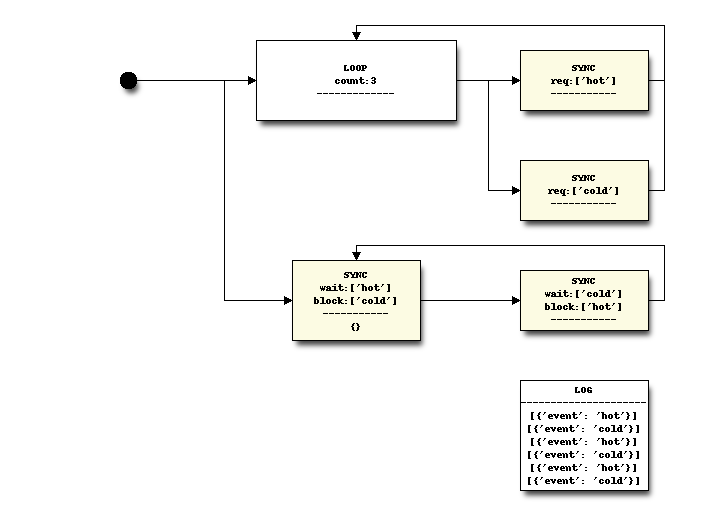 LOOP
count:3
-------------
SYNC
req:['hot']
-----------
SYNC
req:['cold']
-----------
SYNC
wait:['hot']
block:['cold']
-----------
{}
SYNC
wait:['cold']
block:['hot']
-----------
LOG
---------------------
[{'event': 'hot'}]
[{'event': 'cold'}]
[{'event': 'hot'}]
[{'event': 'cold'}]
[{'event': 'hot'}]
[{'event': 'cold'}]